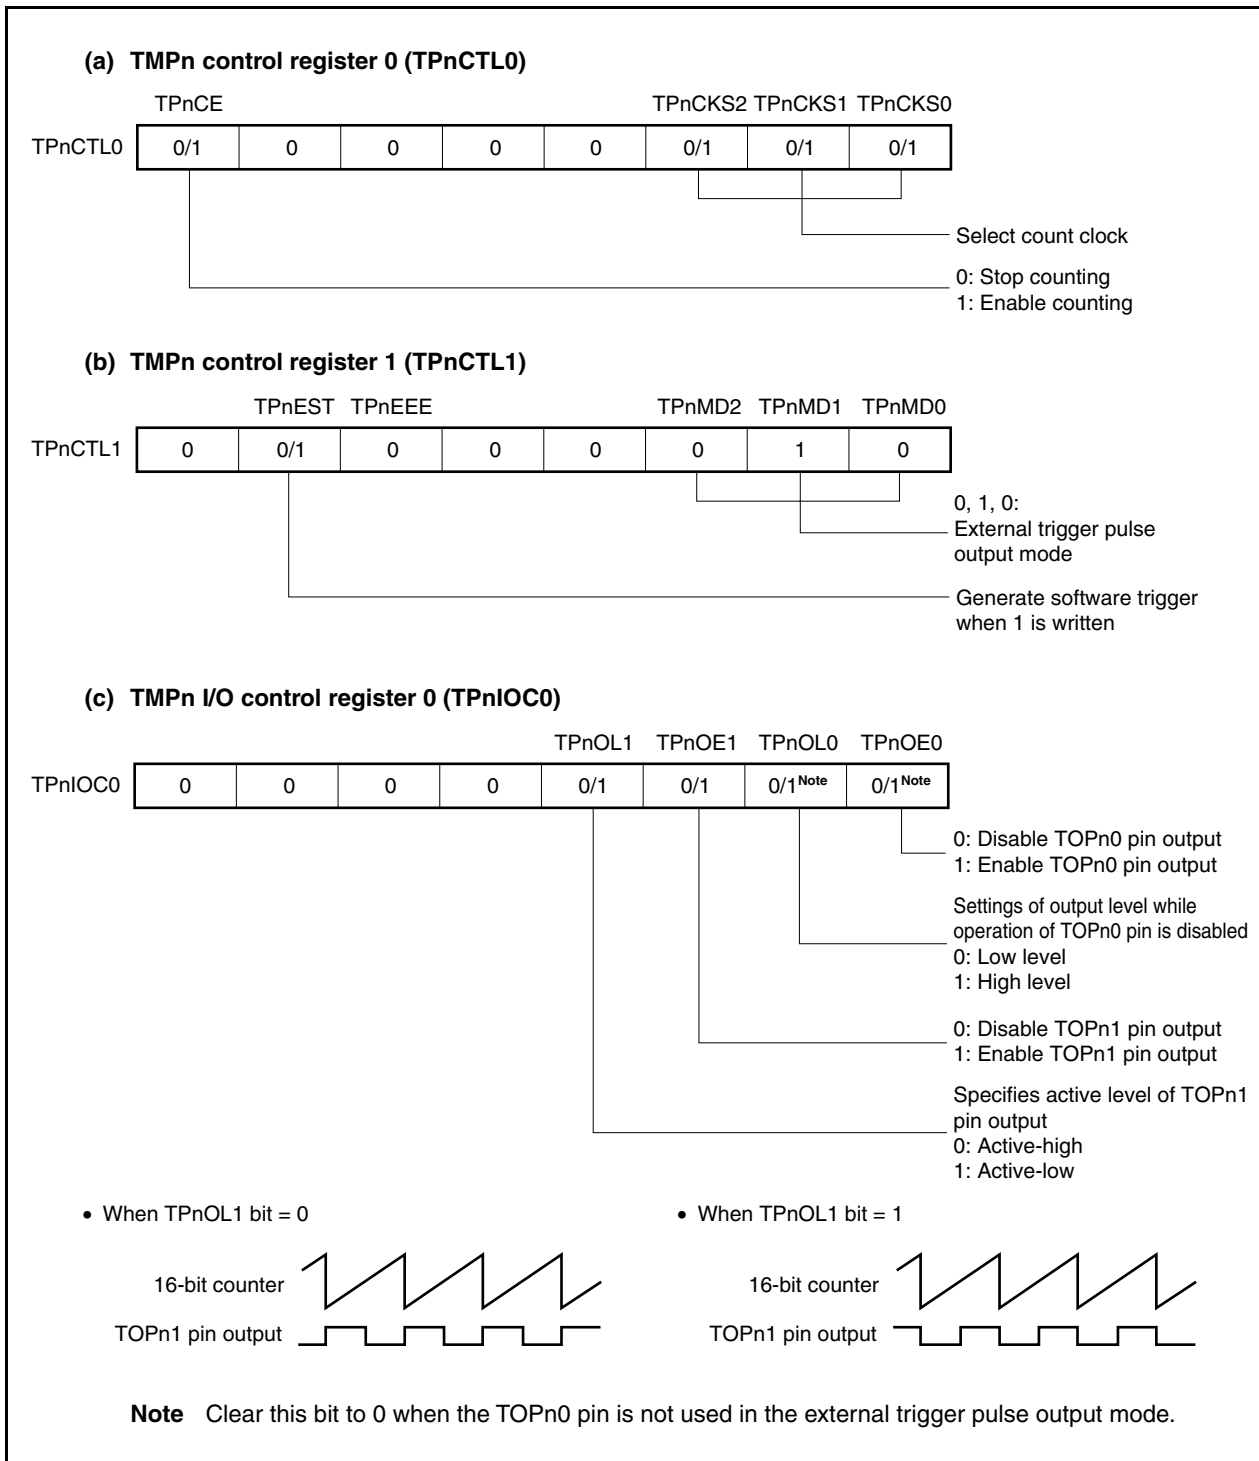 (a) TMPn control register 0 (TPnCTL0)
TPnCE TPnCKS2 TPnCKS1 TPnCKS0
TPnCTL0 0/1 0 0 0 0 0/1 0/1 0/1
Select count clock
0: Stop counting
1: Enable counting
(b) TMPn control register 1 (TPnCTL1)
TPnEST TPnEEE TPnMD2 TPnMD1 TPnMD0
TPnCTL1 0 0/1 0 0 0 0 1 0
0, 1, 0:
External trigger pulse
output mode
Generate software trigger
when 1 is written
(c) TMPn I/O control register 0 (TPnIOC0)
TPnOL1 TPnOE1 TPnOL0 TPnOE0
TPnIOC0 0 0 0 0 0/1 0/1 0/1Note 0/1Note
0: Disable TOPn0 pin output
1: Enable TOPn0 pin output
Settings of output level while
operation of TOPn0 pin is disabled
0: Low level
1: High level
0: Disable TOPn1 pin output
1: Enable TOPn1 pin output
Specifies active level of TOPn1
pin output
0: Active-high
1: Active-low
• When TPnOL1 bit = 0 • When TPnOL1 bit = 1
16-bit counter 16-bit counter
TOPn1 pin output TOPn1 pin output
Note Clear this bit to 0 when the TOPn0 pin is not used in the external trigger pulse output mode.